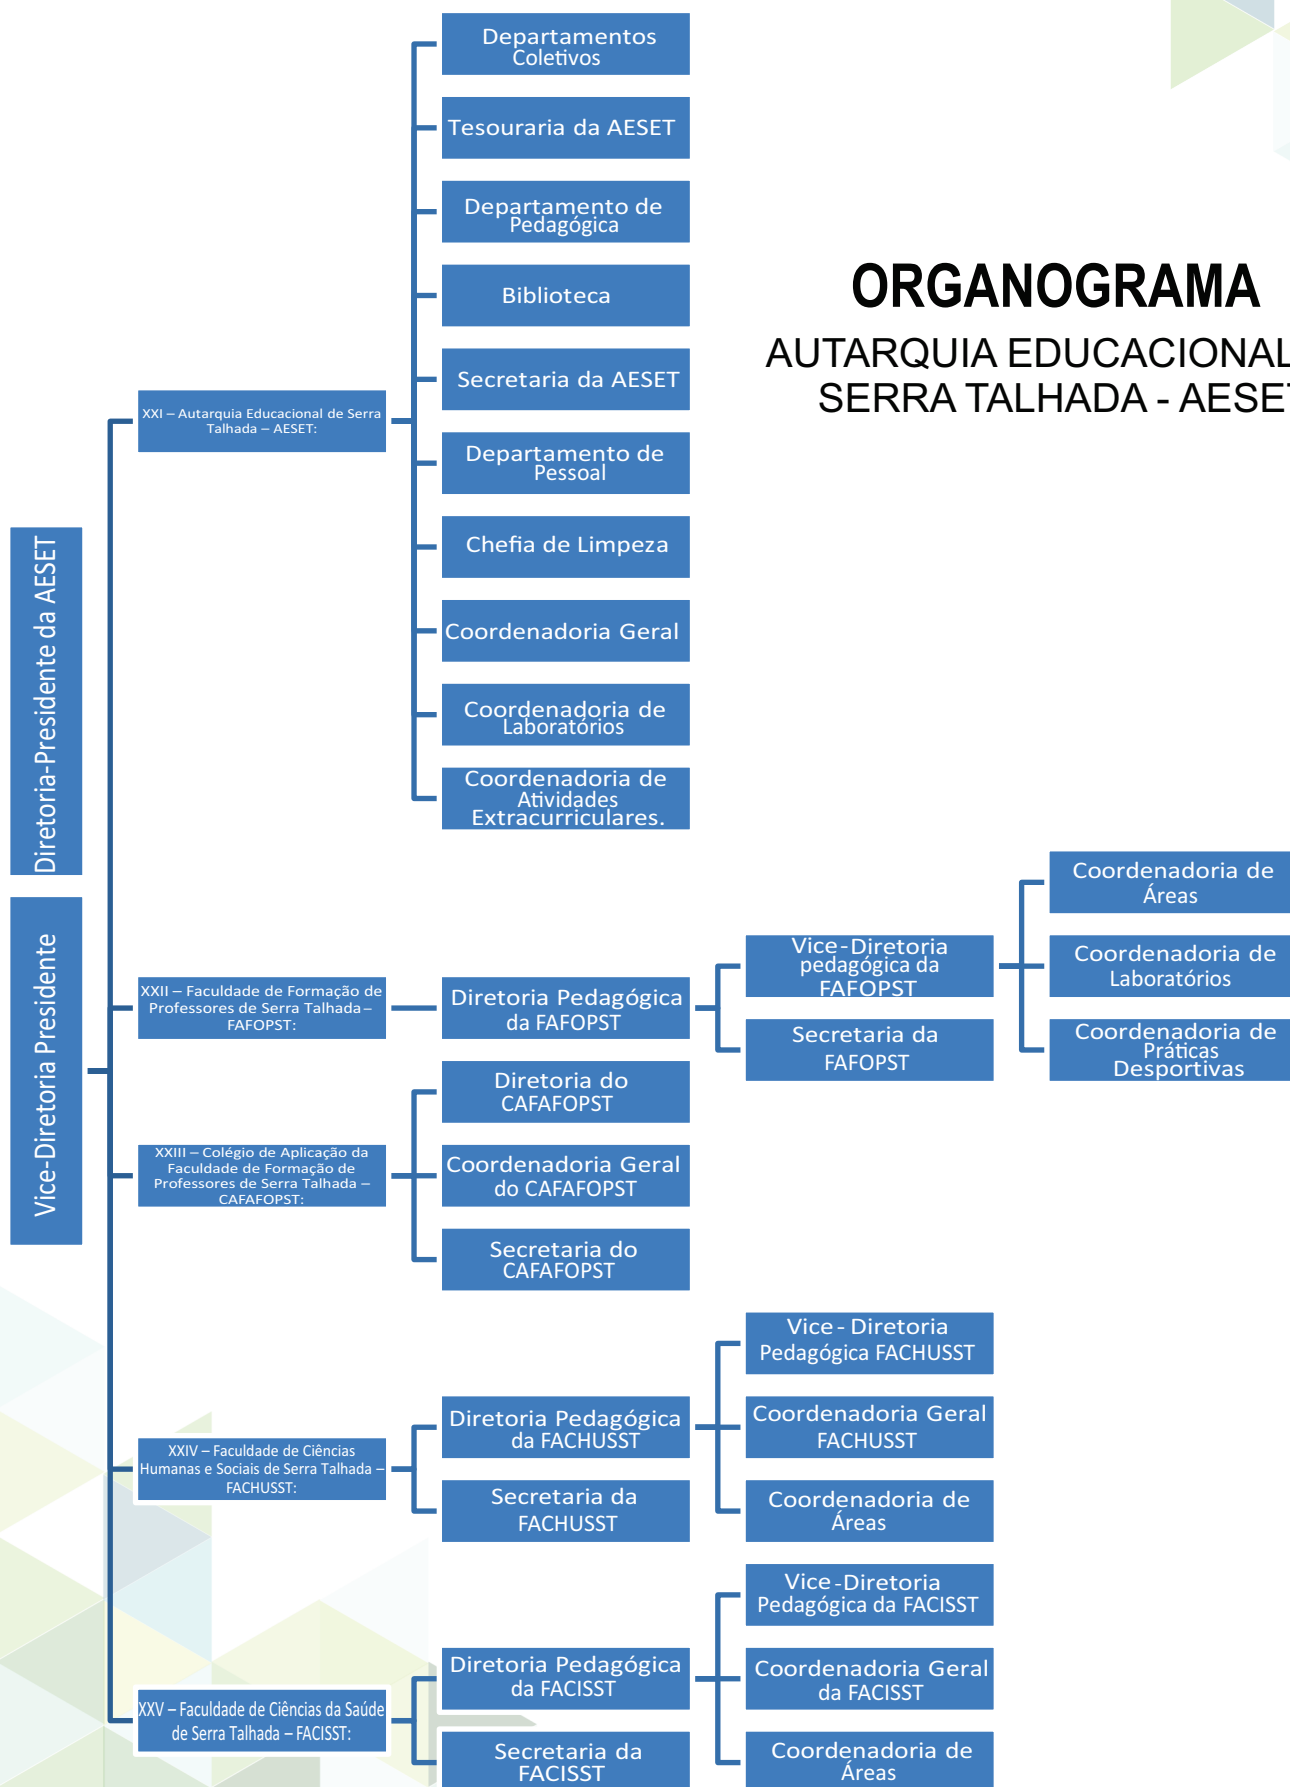 Departamentos
Coletivos
Tesouraria da AESET
Departamento de
Pedagógica
Biblioteca
Secretaria da AESET
Departamento de
Pessoal
Chefia de Limpeza
Coordenadoria Geral
Coordenadoria de
Laboratórios
Coordenadoria de
Atividades
Extracurriculares.
ORGANOGRAMA
AUTARQUIA EDUCACIONAL
SERRA TALHADA - AESET
XXI – Autarquia Educacional de Serra
Talhada – AESET:
Diretoria-Presidente da AESET
Vice-Diretoria Presidente
XXII – Faculdade de Formação de
Professores de Serra Talhada –
FAFOPST:
Diretoria Pedagógica
da FAFOPST
Vice-Diretoria
pedagógica da
FAFOPST
Secretaria da
FAFOPST
Coordenadoria de
Áreas
Coordenadoria de
Laboratórios
Coordenadoria de
Práticas
Desportivas
XXIII – Colégio de Aplicação da
Faculdade de Formação de
Professores de Serra Talhada –
CAFAFOPST:
Diretoria do
CAFAFOPST
Coordenadoria Geral
do CAFAFOPST
Secretaria do
CAFAFOPST
XXIV – Faculdade de Ciências
Humanas e Sociais de Serra Talhada –
FACHUSST:
Diretoria Pedagógica
da FACHUSST
Secretaria da
FACHUSST
Vice - Diretoria
Pedagógica FACHUSST
Coordenadoria Geral
FACHUSST
Coordenadoria de
Áreas
XXV – Faculdade de Ciências da Saúde
de Serra Talhada – FACISST:
Diretoria Pedagógica
da FACISST
Secretaria da
FACISST
Vice -Diretoria
Pedagógica da FACISST
Coordenadoria Geral
da FACISST
Coordenadoria de
Áreas